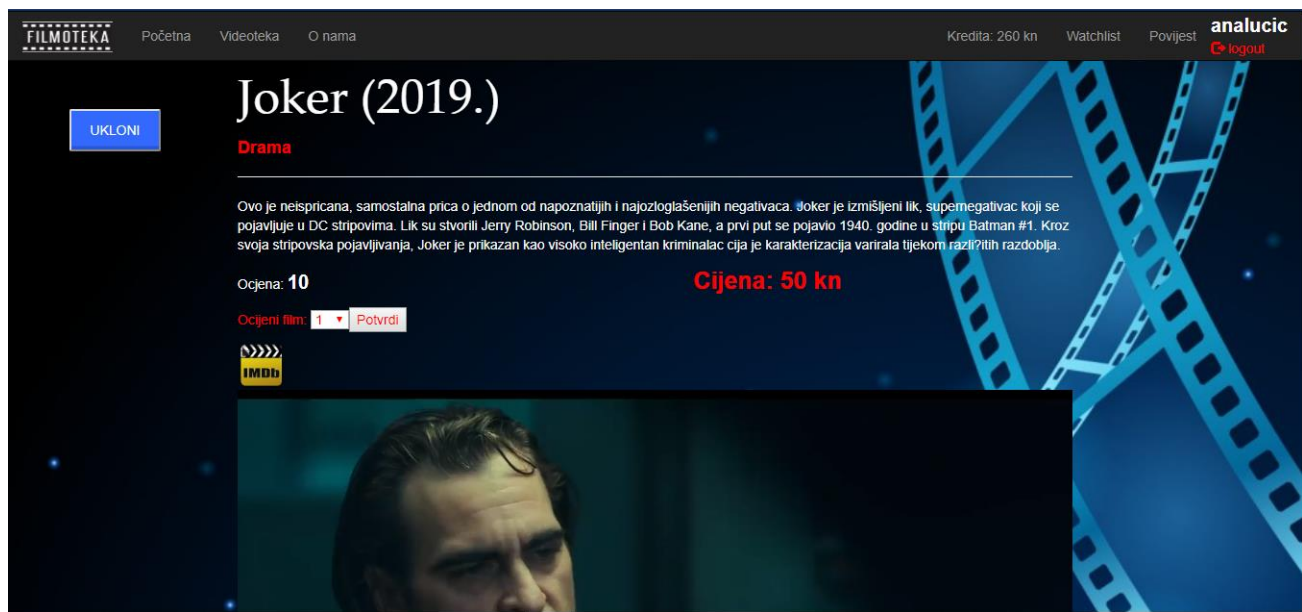 FILMOTEKA
Početna Videoteka O nama Kredita: 260 kn Watchlist Povijest analucic
logout
Joker (2019.)
UKLONI
Drama
Ovo je neispricana, samostalna prica o jednom od napoznatijih i najozloglašenijih negativaca. Joker je izmišljeni lik, supernegativac koji se
pojavljuje u DC stripovima. Lik su stvorili Jerry Robinson, Bill Finger i Bob Kane, a prvi put se pojavio 1940. godine u stripu Batman #1. Kroz
svoja stripovska pojavljivanja, Joker je prikazan kao visoko inteligentan kriminalac cija je karakterizacija varirala tijekom razli?itih razdoblja.
Ocjena: 10 Cijena: 50 kn
Ocijeni film: 1 Potvrdi
IMDb